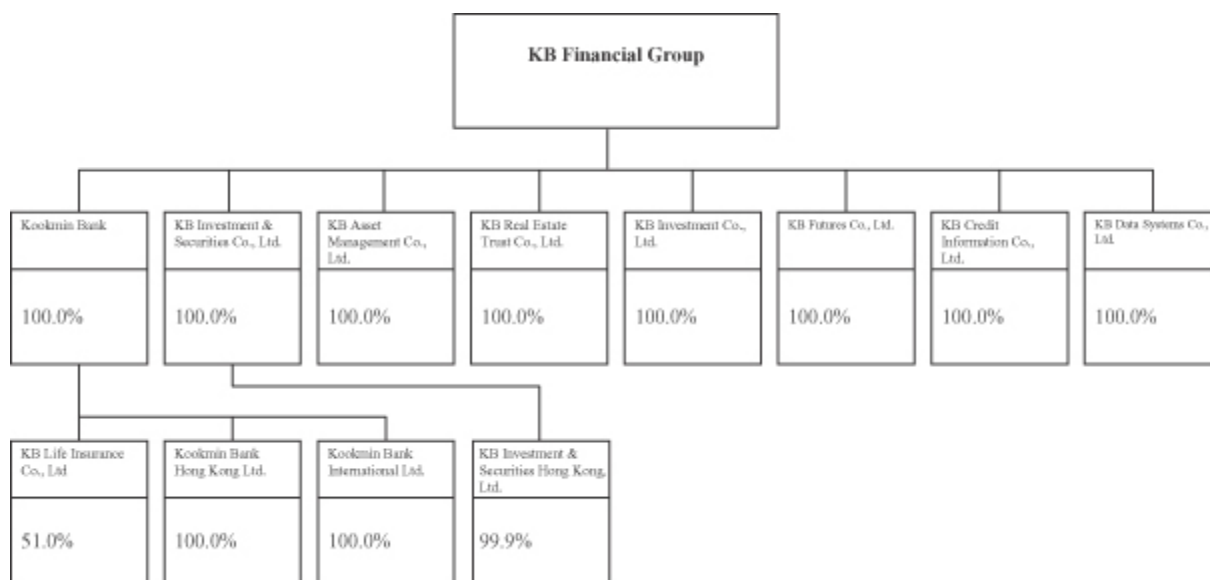 KB Financial Group
Kookmin Bank
100.0%
KB Investment &
Securities Co., Ltd.
100.0%
KB Asset
Management Co.,
Ltd.
100.0%
KB Real Estate
Trust Co., Ltd.
100.0%
KB Investment Co.,
Ltd.
100.0%
KB Futures Co., Ltd.
100.0%
KB Credit
Information Co.,
Ltd.
100.0%
KB Data Systems Co.,
Ltd.
100.0%
KB Life Insurance
Co., Ltd
51.0%
Kookmin Bank
Hong Kong Ltd.
100.0%
Kookmin Bank
International Ltd.
100.0%
KB Investment &
Securities Hong Kong,
Ltd.
99.9%